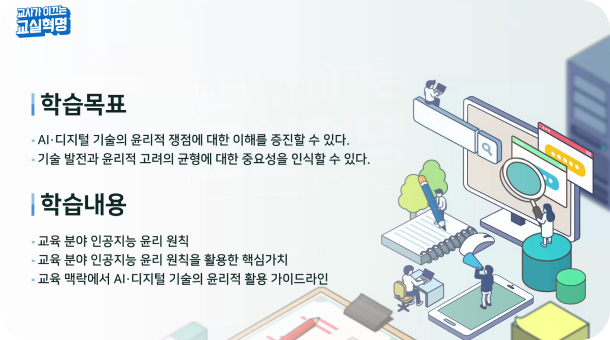 교사가 이끄는
교실혁명
학습목표
· AI·디지털 기술의 윤리적 쟁점에 대한 이해를 증진할 수 있다.
· 기술 발전과 윤리적 고려의 균형에 대한 중요성을 인식할 수 있다.
학습내용
· 교육 분야 인공지능 윤리 원칙
· 교육 분야 인공지능 윤리 원칙을 활용한 핵심가치
· 교육 맥락에서 AI·디지털 기술의 윤리적 활용 가이드라인